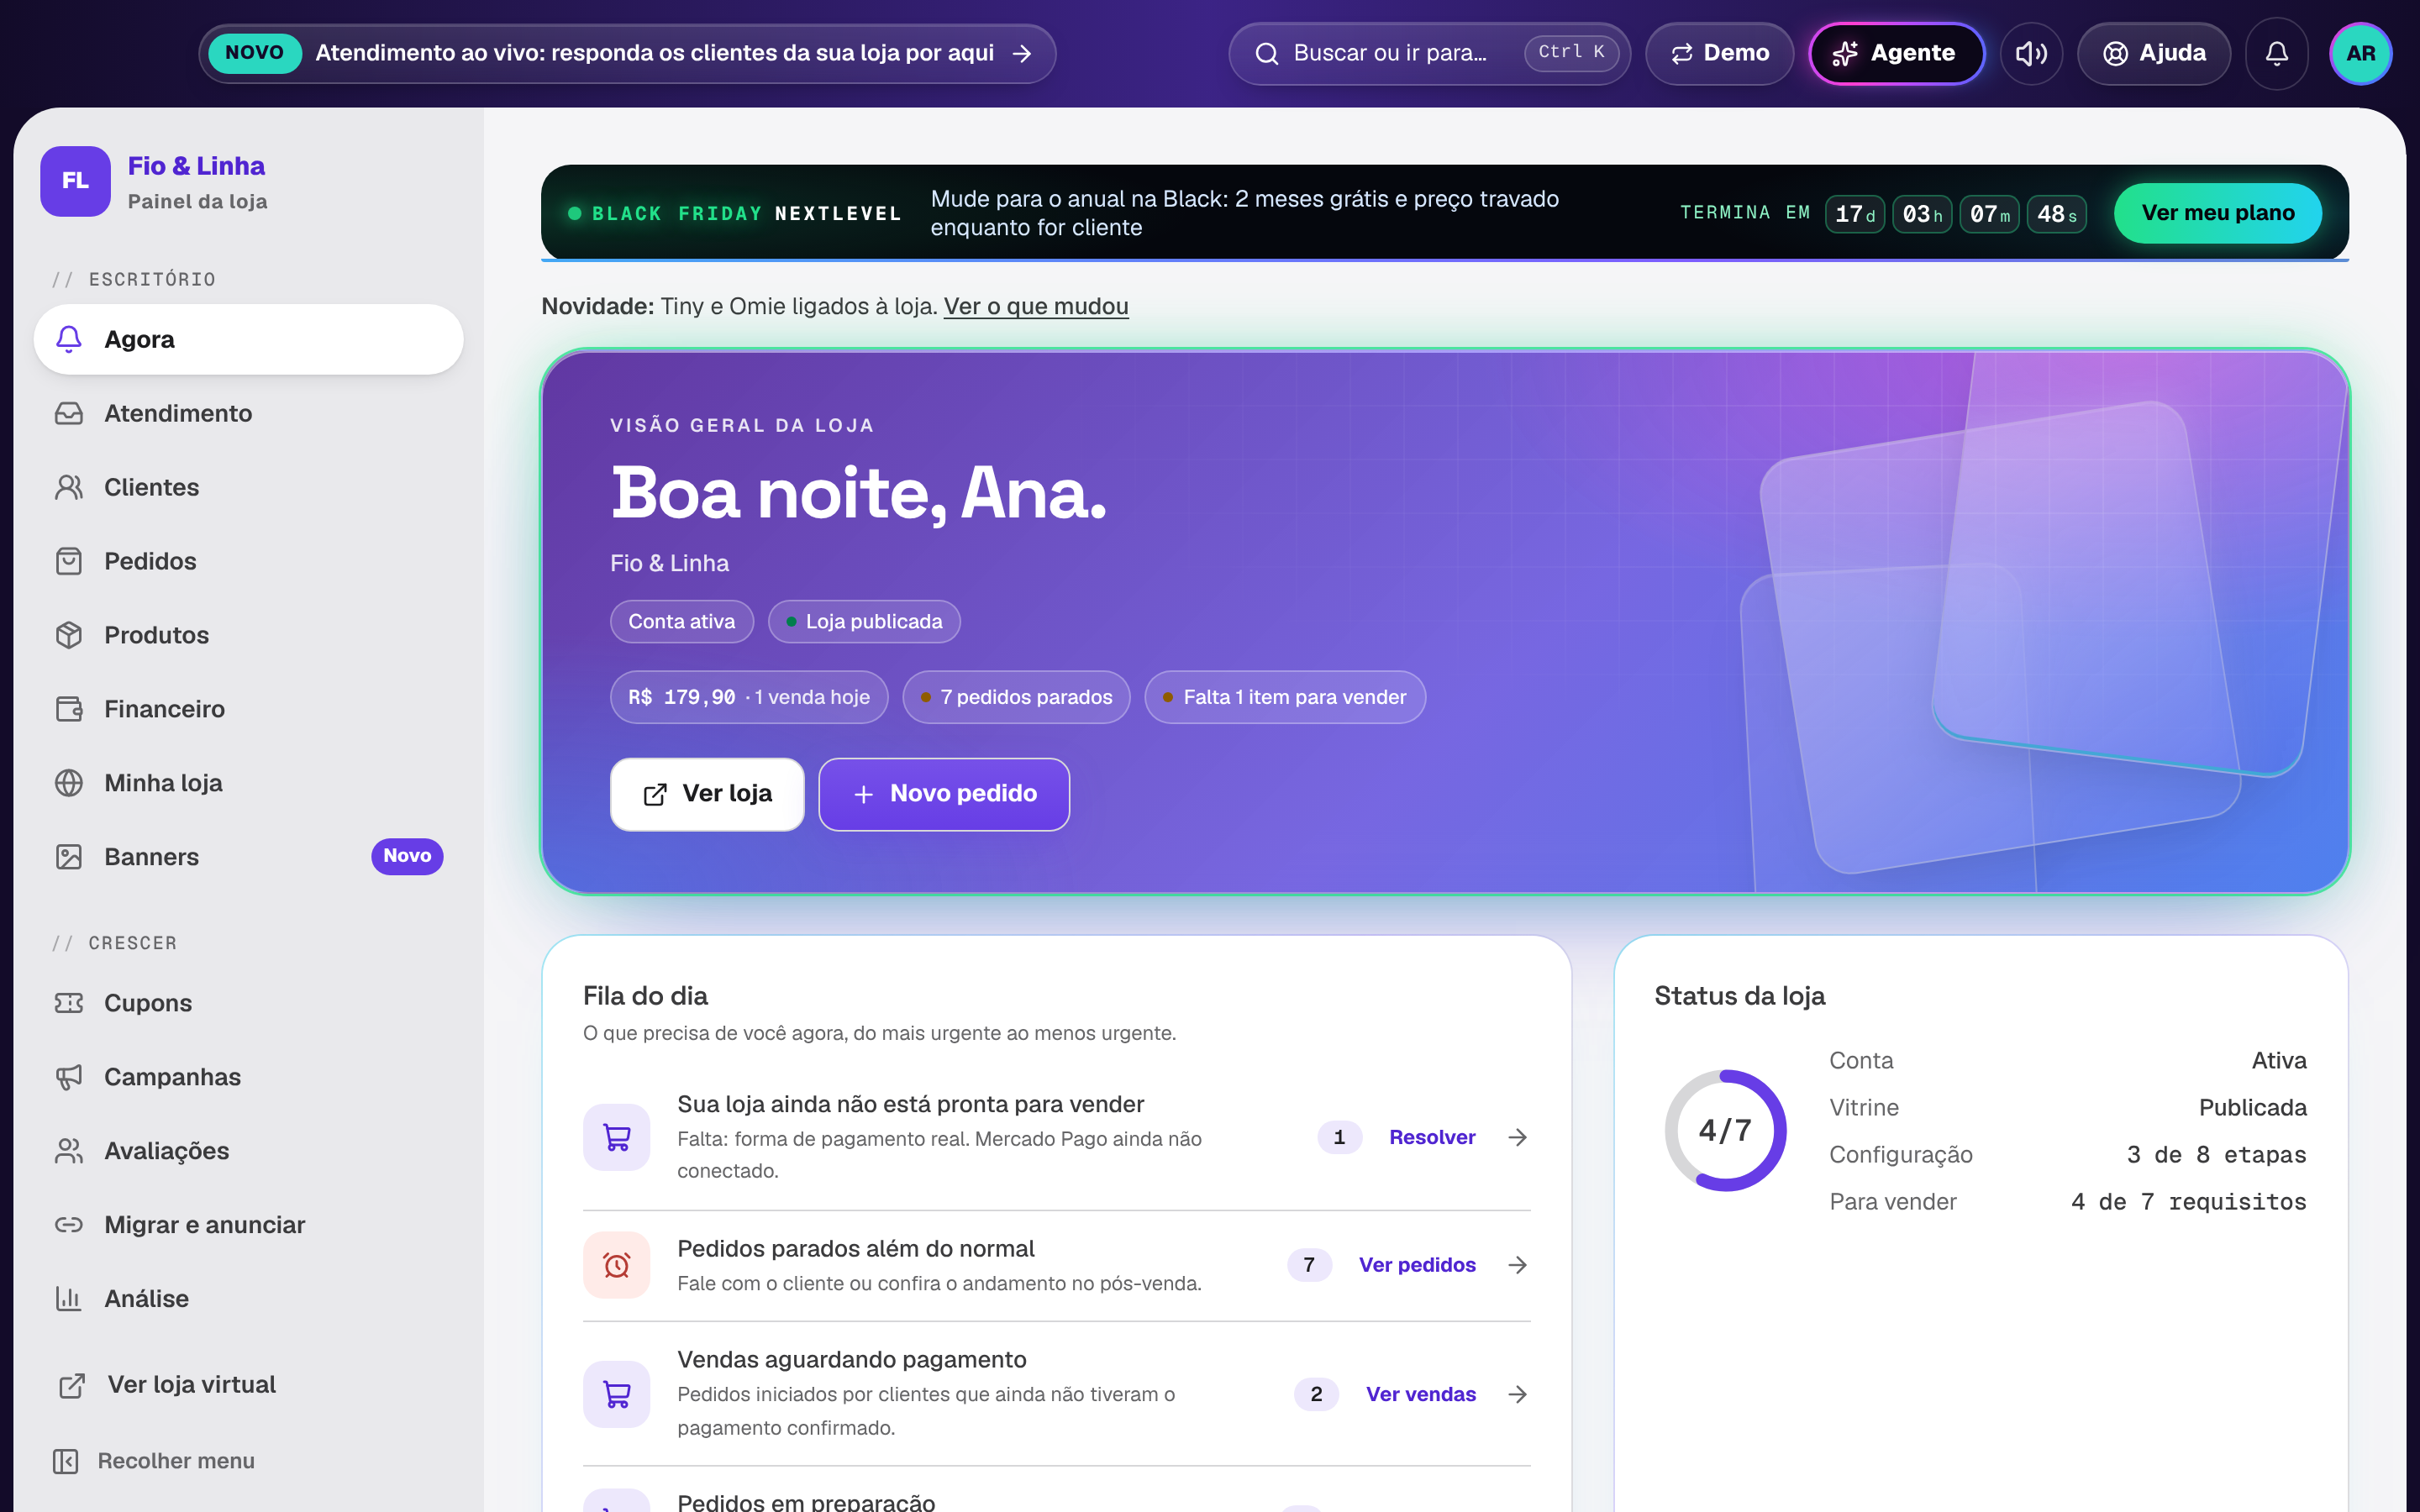 NOVO Atendimento ao vivo: responda os clientes da sua loja por aqui
Buscar ou ir para... Ctrl K
Demo
Agente
Ajuda
AR
FL
Fio & Linha
Painel da loja
// ESCRITÓRIO
Agora
Atendimento
Clientes
Pedidos
Produtos
Financeiro
Minha loja
Banners Novo
// CRESCER
Cupons
Campanhas
Avaliações
Migrar e anunciar
Análise
Ver loja virtual
Recolher menu
BLACK FRIDAY NEXTLEVEL
Mude para o anual na Black: 2 meses grátis e preço travado
enquanto for cliente
TERMINA EM 17d 03h 07m 48s
Ver meu plano
Novidade: Tiny e Omie ligados à loja. Ver o que mudou
VISÃO GERAL DA LOJA
Boa noite, Ana.
Fio & Linha
Conta ativa
Loja publicada
R$ 179,90 · 1 venda hoje
7 pedidos parados
Falta 1 item para vender
Ver loja
Novo pedido
Fila do dia
O que precisa de você agora, do mais urgente ao menos urgente.
Sua loja ainda não está pronta para vender
Falta: forma de pagamento real. Mercado Pago ainda não
conectado.
1 Resolver
Pedidos parados além do normal
Fale com o cliente ou confira o andamento no pós-venda.
7 Ver pedidos
Vendas aguardando pagamento
Pedidos iniciados por clientes que ainda não tiveram o
pagamento confirmado.
2 Ver vendas
Pedidos em preparação
Status da loja
4/7
Conta Ativa
Vitrine Publicada
Configuração 3 de 8 etapas
Para vender 4 de 7 requisitos